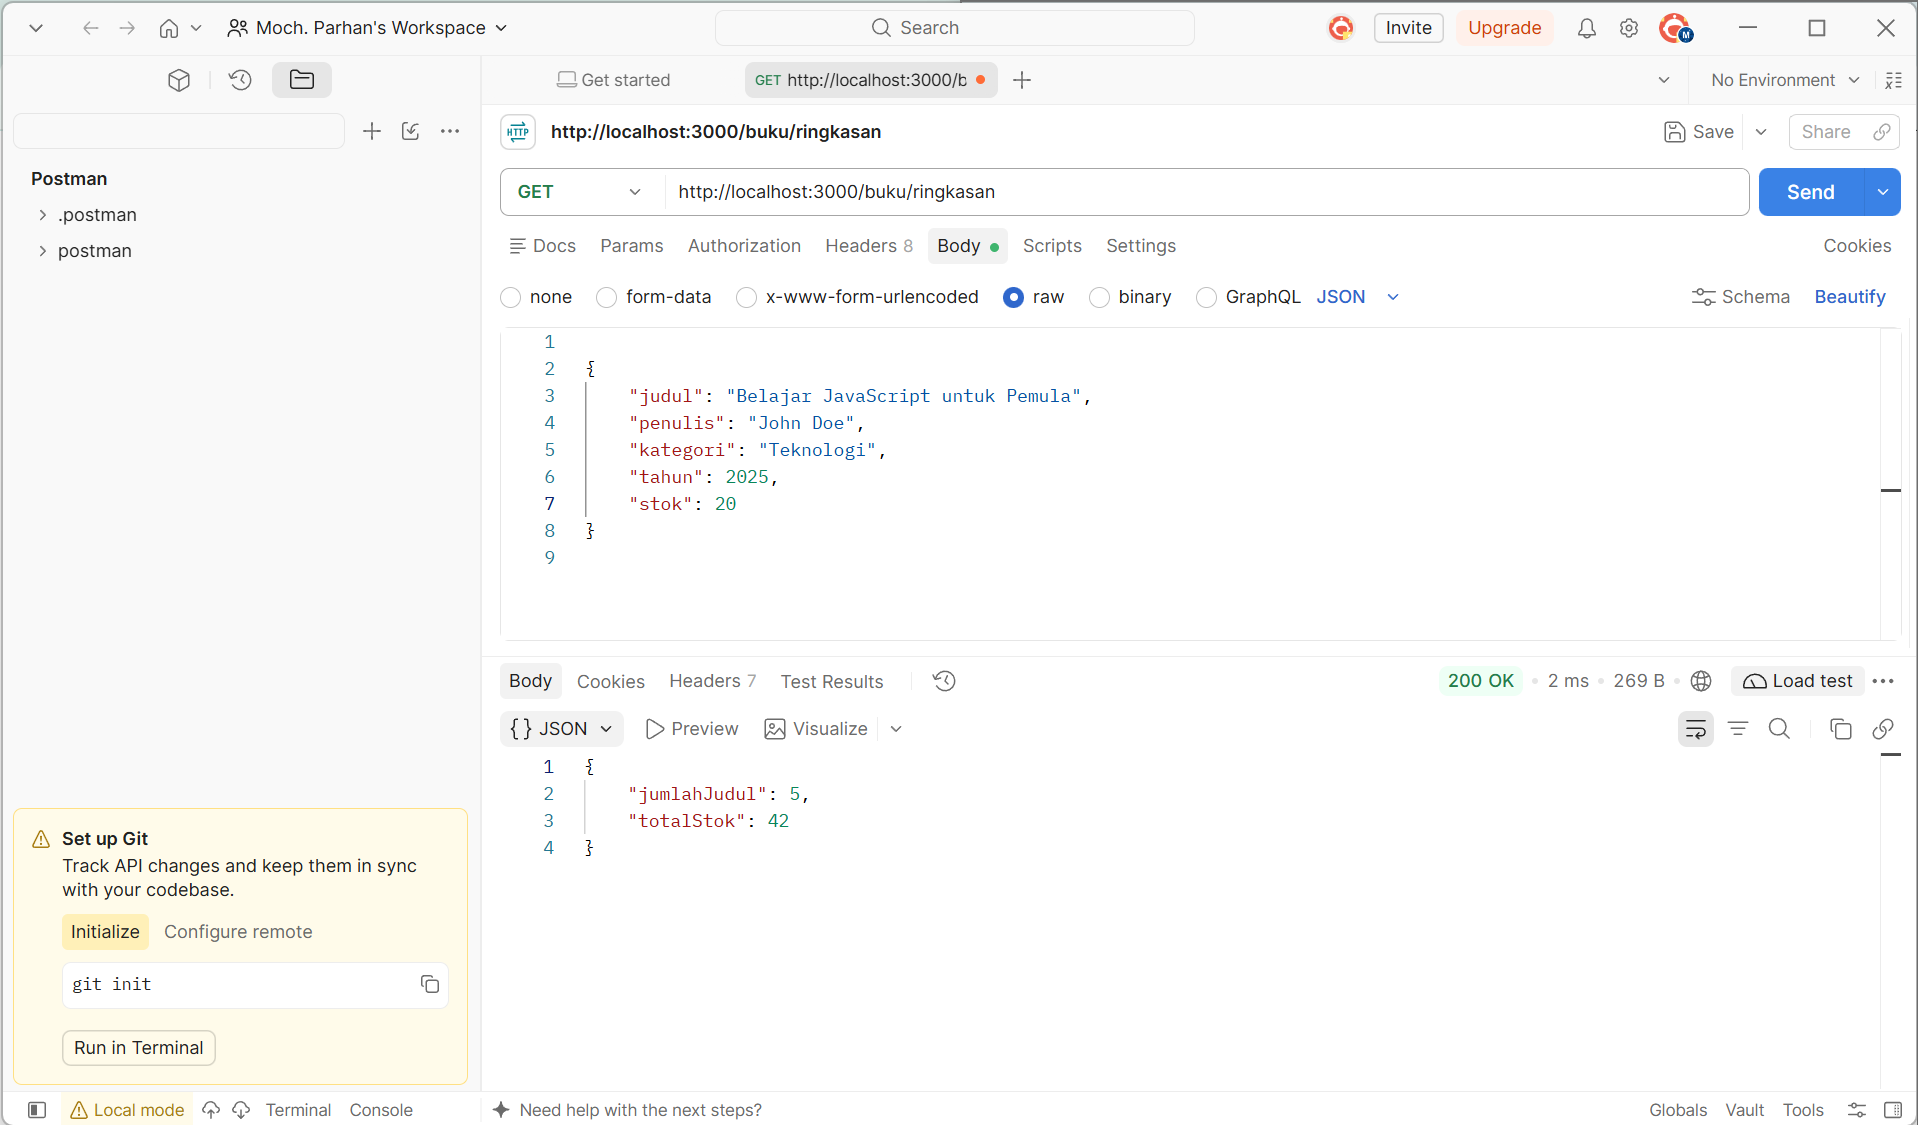 Moch. Parhan's Workspace
Search
Invite
Upgrade
M
Get started
GET http://localhost:3000/b
No Environment
HTTP
http://localhost:3000/buku/ringkasan
Save
Share
Postman
.postman
postman
GET
http://localhost:3000/buku/ringkasan
Send
Docs
Params
Authorization
Headers 8
Body
Scripts
Settings
Cookies
none
form-data
x-www-form-urlencoded
raw
binary
GraphQL
JSON
Schema
Beautify
1
2 {
3 "judul": "Belajar JavaScript untuk Pemula",
4 "penulis": "John Doe",
5 "kategori": "Teknologi",
6 "tahun": 2025,
7 "stok": 20
8 }
9
Body
Cookies
Headers 7
Test Results
200 OK • 2 ms • 269 B
Load test
{} JSON
Preview
Visualize
1 {
2 "jumlahJudul": 5,
3 "totalStok": 42
4 }
Set up Git
Track API changes and keep them in sync
with your codebase.
Initialize
Configure remote
git init
Run in Terminal
Local mode
Terminal
Console
Need help with the next steps?
Globals
Vault
Tools